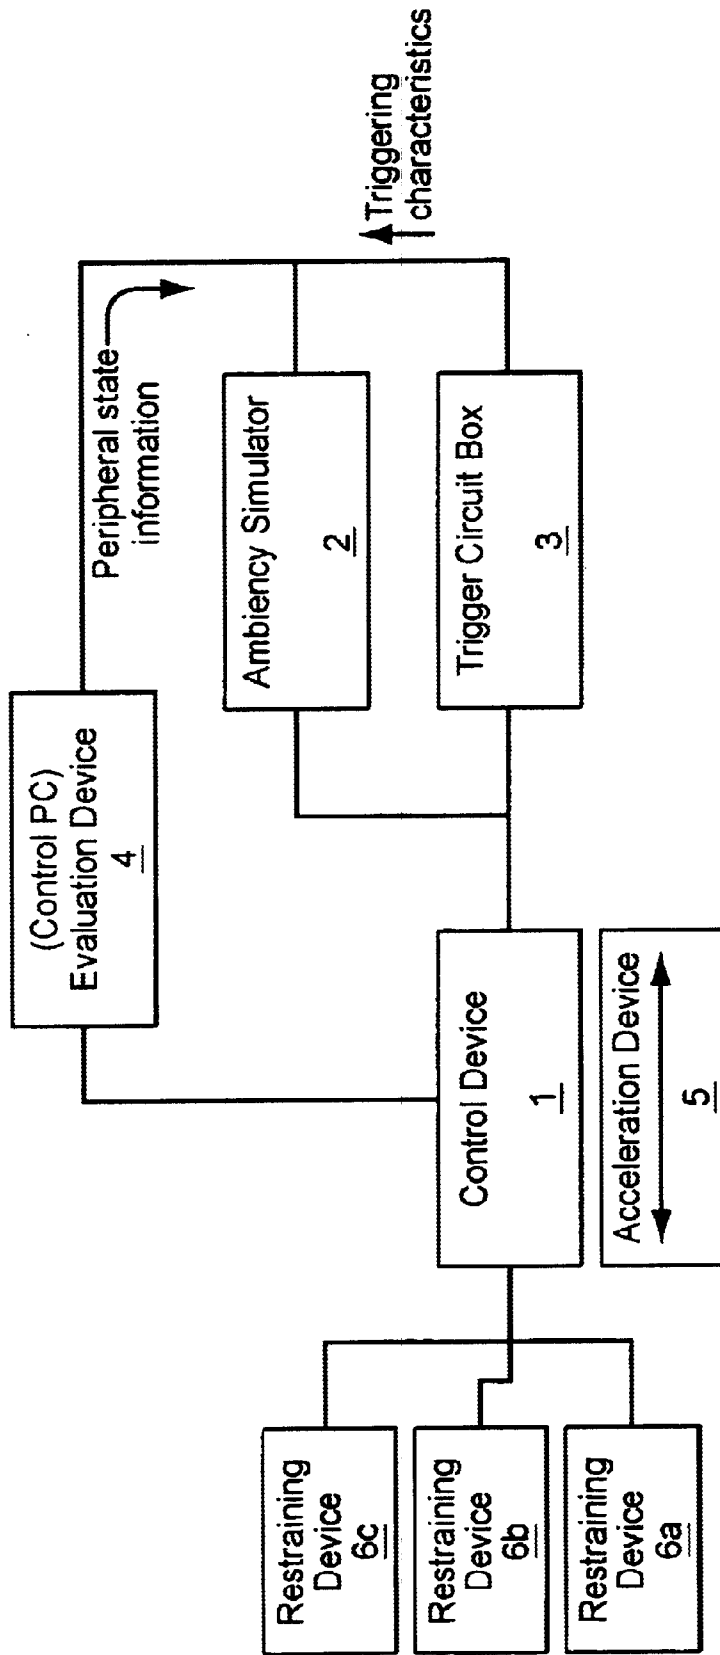 (Control PC)
Evaluation Device
4
Peripheral state
information
Triggering
characteristics
Ambiency Simulator
2
Trigger Circuit Box
3
Control Device
1
Acceleration Device
5
Restraining
Device
6c
Restraining
Device
6b
Restraining
Device
6a